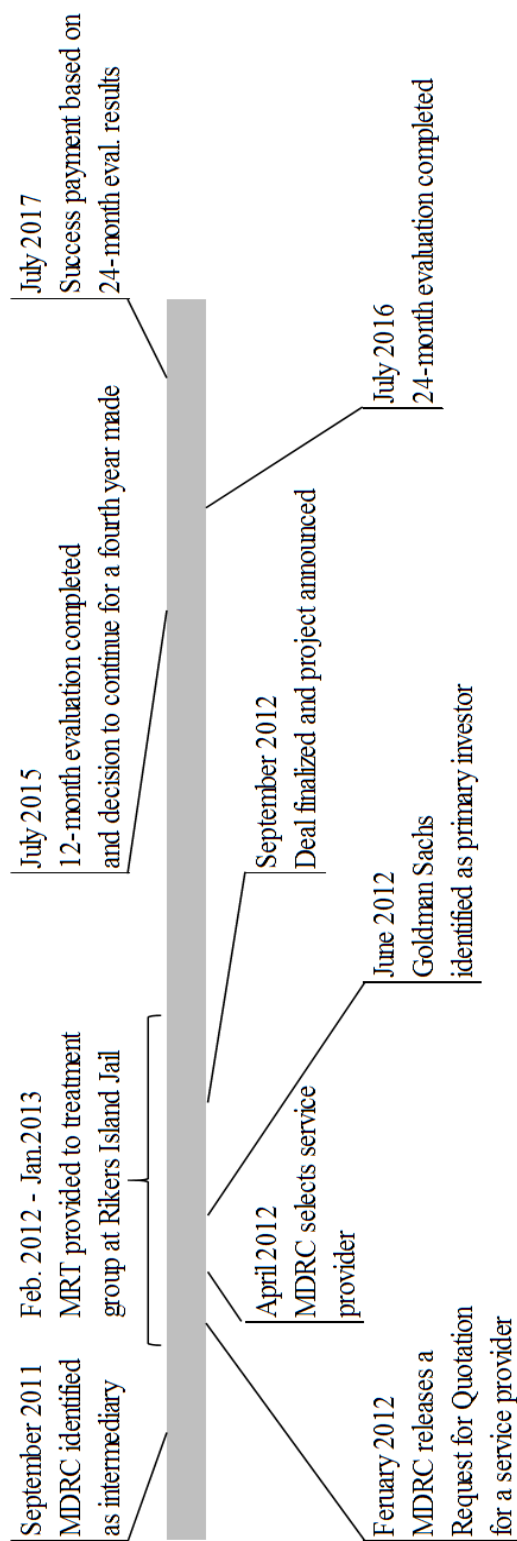 September 2011
MDRC identified
as intermediary
Feb. 2012 - Jan.2013
MRT provided to treatment
group at Rikers Island Jail
July 2015
12-month evaluation completed
and decision to continue for a fourth year made
July 2017
Success payment based on
24-month eval. results
Feruary 2012
MDRC releases a
Request for Quotation
for a service provider
April 2012
MDRC selects service
provider
June 2012
Goldman Sachs
identified as primary investor
September 2012
Deal finalized and project announced
July 2016
24-month evaluation completed